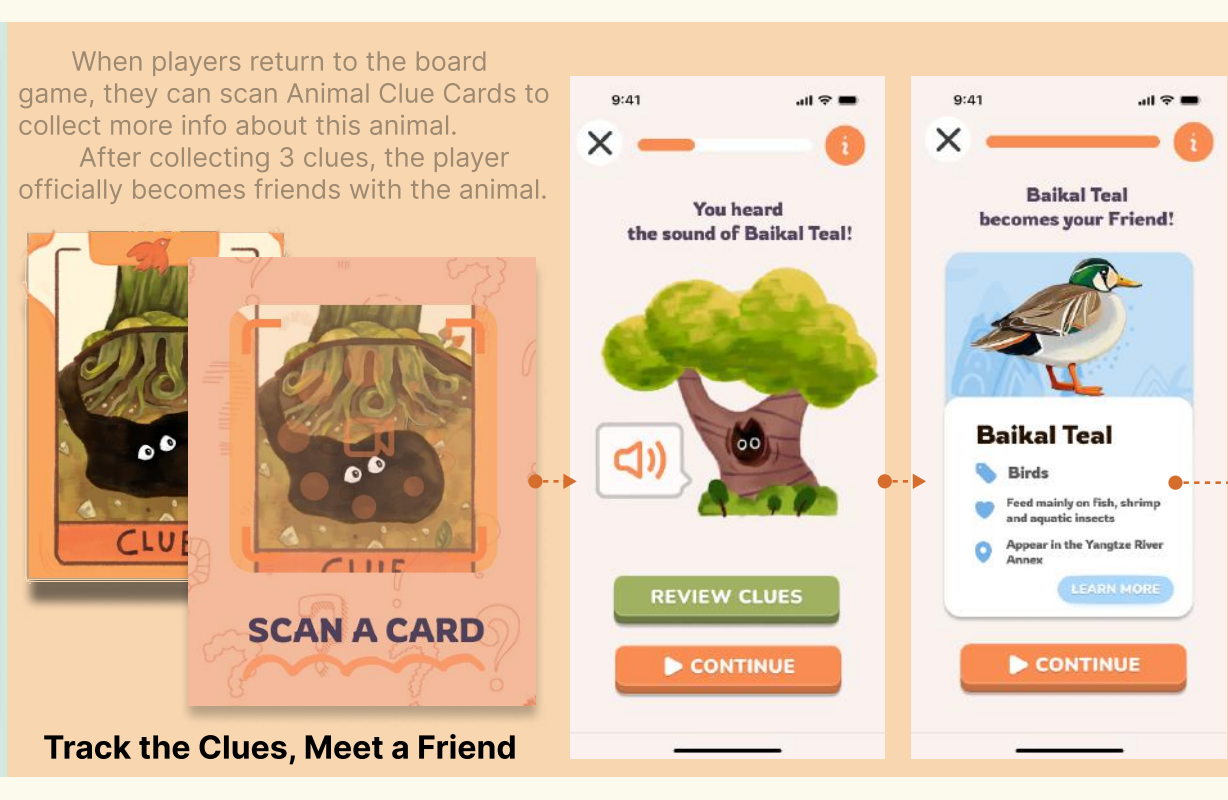 When players return to the board
game, they can scan Animal Clue Cards to
collect more info about this animal.
After collecting 3 clues, the player
officially becomes friends with the animal.
CLUE
SCAN A CARD
Track the Clues, Meet a Friend
9:41
i
You heard
the sound of Baikal Teal!
REVIEW CLUES
CONTINUE
9:41
i
Baikal Teal
becomes your Friend!
Baikal Teal
Birds
Feed mainly on fish, shrimp
and aquatic insects
Appear in the Yangtze River
Annex
LEARN MORE
CONTINUE